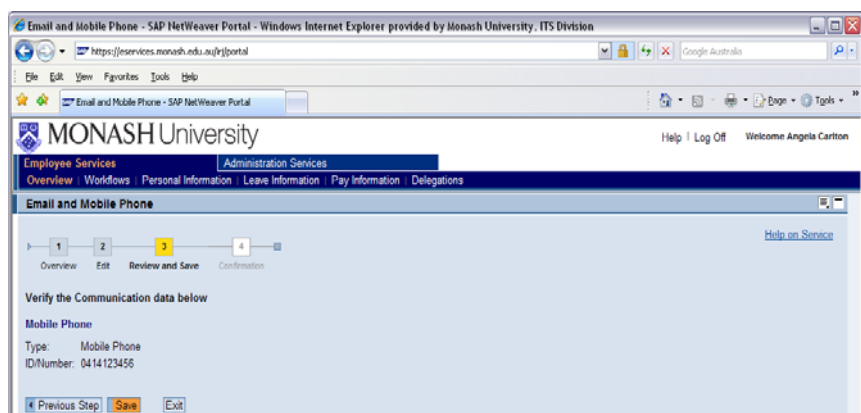 Email and Mobile Phone - SAP NetWeaver Portal - Windows Internet Explorer provided by Monash University, ITS Division
https://eservices.monash.edu.au/irj/portal
Google Australia
File Edit View Favorites Tools Help
Email and Mobile Phone - SAP NetWeaver Portal
Page Tools
MONASH University
Help | Log Off Welcome Angela Carlton
Employee Services Administration Services
Overview | Workflows | Personal Information | Leave Information | Pay Information | Delegations
Email and Mobile Phone
Help on Service
1 2 3 4
Overview Edit Review and Save Confirmation
Verify the Communication data below
Mobile Phone
Type: Mobile Phone
ID/Number: 0414123456
Previous Step Save Exit